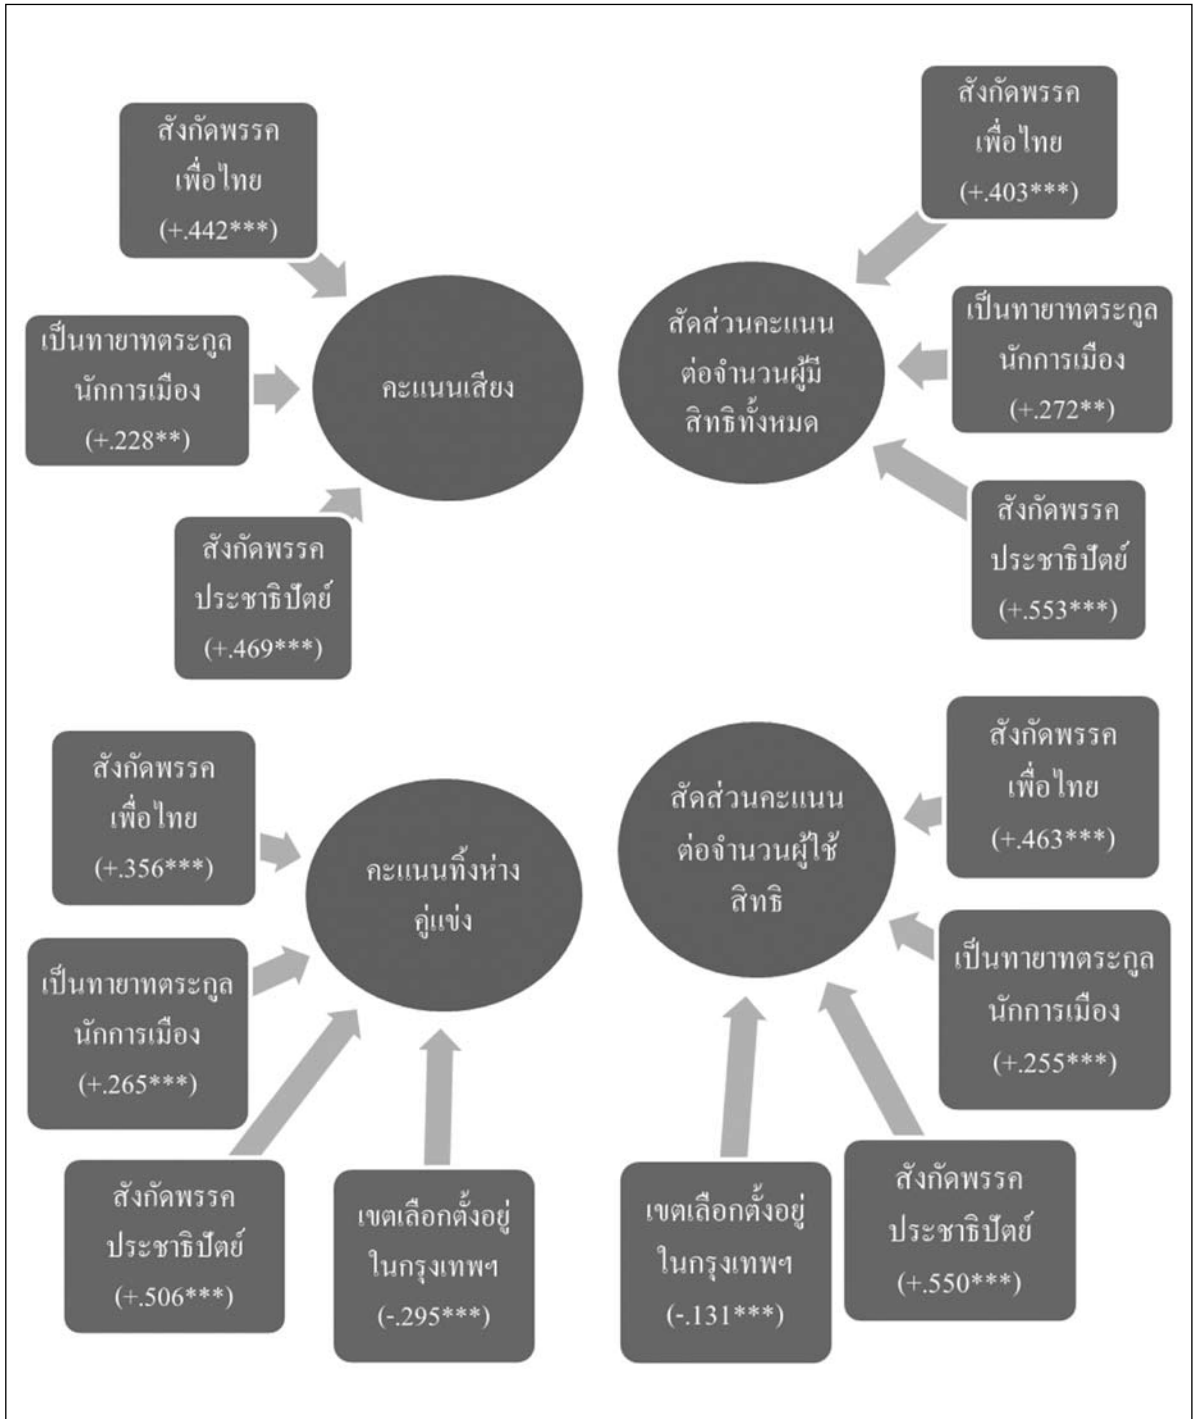 สังกัดพรรค
เพื่อไทย
(+.442***)
เป็นทายาทตระกูล
นักการเมือง
(+.228**)
สังกัดพรรค
ประชาธิปัตย์
(+.469***)
คะแนนเสียง
สังกัดพรรค
เพื่อไทย
(+.403***)
เป็นทายาทตระกูล
นักการเมือง
(+.272**)
สังกัดพรรค
ประชาธิปัตย์
(+.553***)
สัดส่วนคะแนน
ต่อจำนวนผู้มี
สิทธิทั้งหมด
สังกัดพรรค
เพื่อไทย
(+.356***)
เป็นทายาทตระกูล
นักการเมือง
(+.265***)
สังกัดพรรค
ประชาธิปัตย์
(+.506***)
เขตเลือกตั้งอยู่
ในกรุงเทพฯ
(-.295***)
คะแนนทิ้งห่าง
คู่แข่ง
สังกัดพรรค
เพื่อไทย
(+.463***)
เป็นทายาทตระกูล
นักการเมือง
(+.255***)
สังกัดพรรค
ประชาธิปัตย์
(+.550***)
เขตเลือกตั้งอยู่
ในกรุงเทพฯ
(-.131***)
สัดส่วนคะแนน
ต่อจำนวนผู้ใช้
สิทธิ